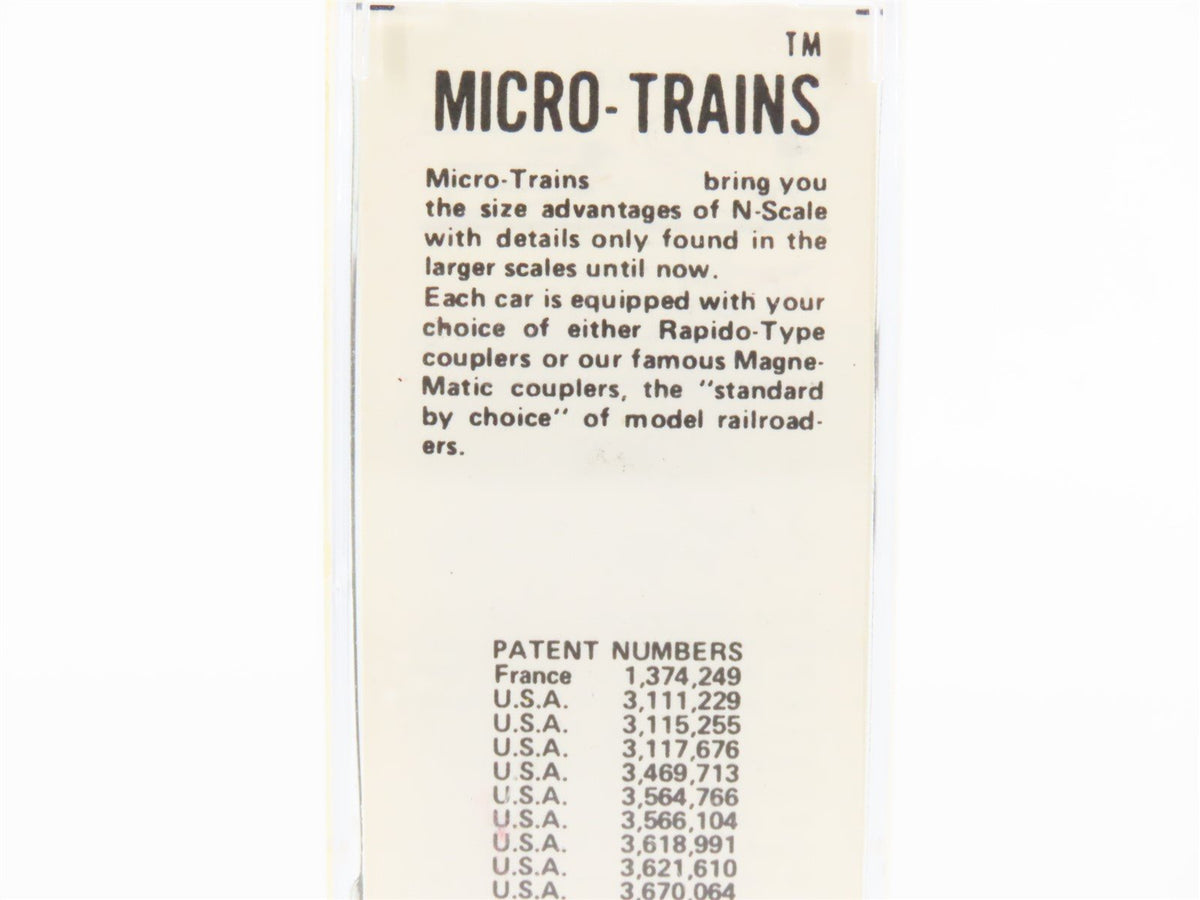 TM
MICRO-TRAINS
Micro-Trains bring you
the size advantages of N-Scale
with details only found in the
larger scales until now.
Each car is equipped with your
choice of either Rapido-Type
couplers or our famous Magne-
Matic couplers, the "standard
by choice" of model railroad-
ers.
PATENT NUMBERS
France 1,374,249
U.S.A. 3,111,229
U.S.A. 3,115,255
U.S.A. 3,117,676
U.S.A. 3,469,713
U.S.A. 3,564,766
U.S.A. 3,566,104
U.S.A. 3,618,991
U.S.A. 3,621,610
U.S.A. 3,670,064